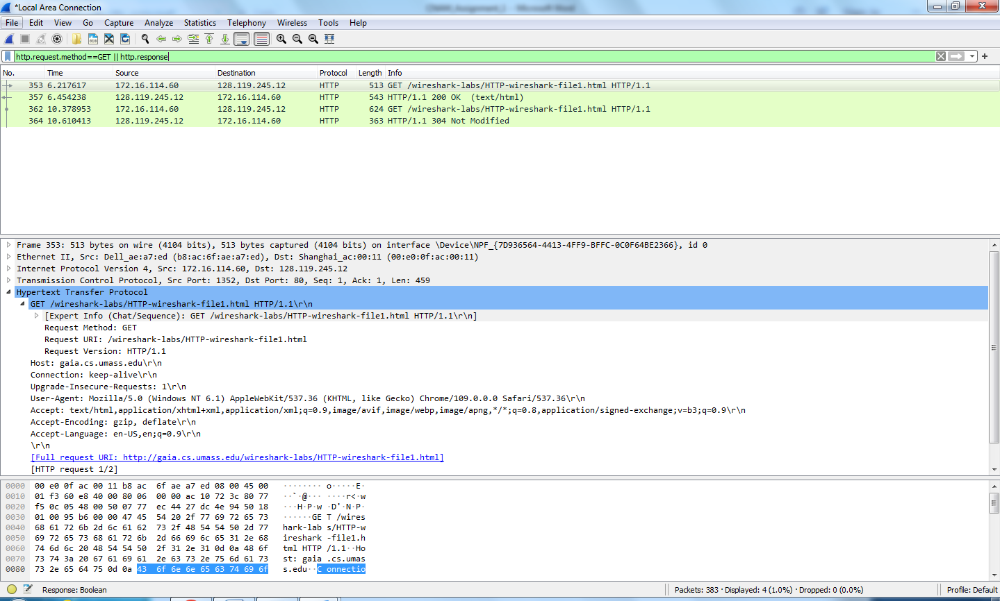 *Local Area Connection
File Edit View Go Capture Analyze Statistics Telephony Wireless Tools Help
http.request.method==GET || http.response
No. Time Source Destination Protocol Length Info
353 6.217617 172.16.114.60 128.119.245.12 HTTP 513 GET /wireshark-labs/HTTP-wireshark-file1.html HTTP/1.1
357 6.454238 128.119.245.12 172.16.114.60 HTTP 543 HTTP/1.1 200 OK (text/html)
362 10.378953 172.16.114.60 128.119.245.12 HTTP 624 GET /wireshark-labs/HTTP-wireshark-file1.html HTTP/1.1
364 10.610413 128.119.245.12 172.16.114.60 HTTP 363 HTTP/1.1 304 Not Modified
Frame 353: 513 bytes on wire (4104 bits), 513 bytes captured (4104 bits) on interface \Device\NPF_{7D936564-4413-4FF9-BFFC-0C0F64BE2366}, id 0
Ethernet II, Src: Dell_ae:a7:ed (b8:ac:6f:ae:a7:ed), Dst: Shanghai_ac:00:11 (00:e0:0f:ac:00:11)
Internet Protocol Version 4, Src: 172.16.114.60, Dst: 128.119.245.12
Transmission Control Protocol, Src Port: 1352, Dst Port: 80, Seq: 1, Ack: 1, Len: 459
Hypertext Transfer Protocol
GET /wireshark-labs/HTTP-wireshark-file1.html HTTP/1.1\r\n
[Expert Info (Chat/Sequence): GET /wireshark-labs/HTTP-wireshark-file1.html HTTP/1.1\r\n]
Request Method: GET
Request URI: /wireshark-labs/HTTP-wireshark-file1.html
Request Version: HTTP/1.1
Host: gaia.cs.umass.edu\r\n
Connection: keep-alive\r\n
Upgrade-Insecure-Requests: 1\r\n
User-Agent: Mozilla/5.0 (Windows NT 6.1) AppleWebKit/537.36 (KHTML, like Gecko) Chrome/109.0.0.0 Safari/537.36\r\n
Accept: text/html,application/xhtml+xml,application/xml;q=0.9,image/avif,image/webp,image/apng,*/*;q=0.8,application/signed-exchange;v=b3;q=0.9\r\n
Accept-Encoding: gzip, deflate\r\n
Accept-Language: en-US,en;q=0.9\r\n
\r\n
[Full request URI: http://gaia.cs.umass.edu/wireshark-labs/HTTP-wireshark-file1.html]
[HTTP request 1/2]
0000 00 e0 0f ac 00 11 b8 ac 6f ae a7 ed 08 00 45 00 ········ o·····E·
0010 01 f3 60 e8 40 00 80 06 00 00 ac 10 72 3c 80 77 ··`·@··· ····r<·w
0020 f5 0c 05 48 00 50 07 77 ec 44 27 dc 4e 94 50 18 ···H·P·w ·D'·N·P·
0030 01 00 95 b6 00 00 47 45 54 20 2f 77 69 72 65 73 ······GE T /wires
0040 68 61 72 6b 2d 6c 61 62 73 2f 48 54 54 50 2d 77 hark-lab s/HTTP-w
0050 69 72 65 73 68 61 72 6b 2d 66 69 6c 65 31 2e 68 ireshark -file1.h
0060 74 6d 6c 20 48 54 54 50 2f 31 2e 31 0d 0a 48 6f tml HTTP /1.1··Ho
0070 73 74 3a 20 67 61 69 61 2e 63 73 2e 75 6d 61 73 st: gaia .cs.umas
0080 73 2e 65 64 75 0d 0a 43 6f 6e 6e 65 63 74 69 6f s.edu··C onnectio
Response: Boolean Packets: 383 · Displayed: 4 (1.0%) · Dropped: 0 (0.0%) Profile: Default